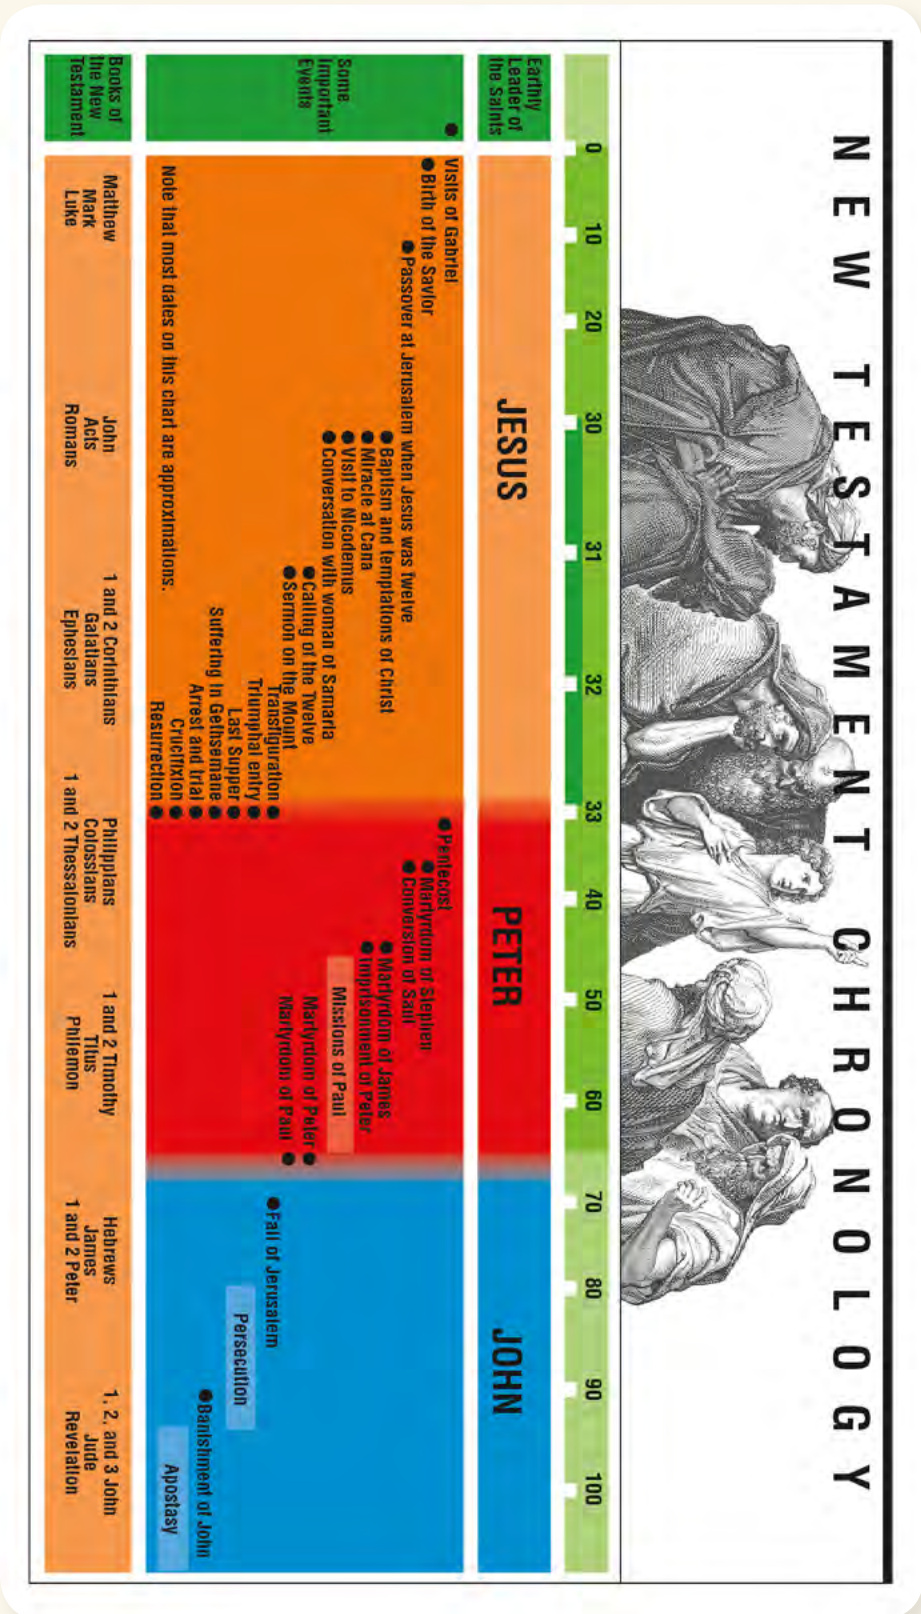 NEW TESTAMENT CHRONOLOGY
0 10 20 30 31 32 33 40 50 60 70 80 90 100
Earthly
Leader of
the Saints
JESUS
PETER
JOHN
Some
Important
Events
Visits of Gabriel
Birth of the Savior
Passover at Jerusalem when Jesus was twelve
Baptism and temptations of Christ
Miracle at Cana
Visit to Nicodemus
Conversation with woman of Samaria
Calling of the Twelve
Sermon on the Mount
Transfiguration
Triumphal entry
Last Supper
Suffering in Gethsemane
Arrest and trial
Crucifixion
Resurrection
Note that most dates on this chart are approximations.
Pentecost
Martyrdom of Stephen
Conversion of Saul
Martyrdom of James
Imprisonment of Peter
Missions of Paul
Martyrdom of Peter
Martyrdom of Paul
Fall of Jerusalem
Persecution
Banishment of John
Apostasy
Books of
the New
Testament
Matthew
Mark
Luke
John
Acts
Romans
1 and 2 Corinthians
Galatians
Ephesians
Philippians
Colossians
1 and 2 Thessalonians
1 and 2 Timothy
Titus
Philemon
Hebrews
James
1 and 2 Peter
1, 2, and 3 John
Jude
Revelation